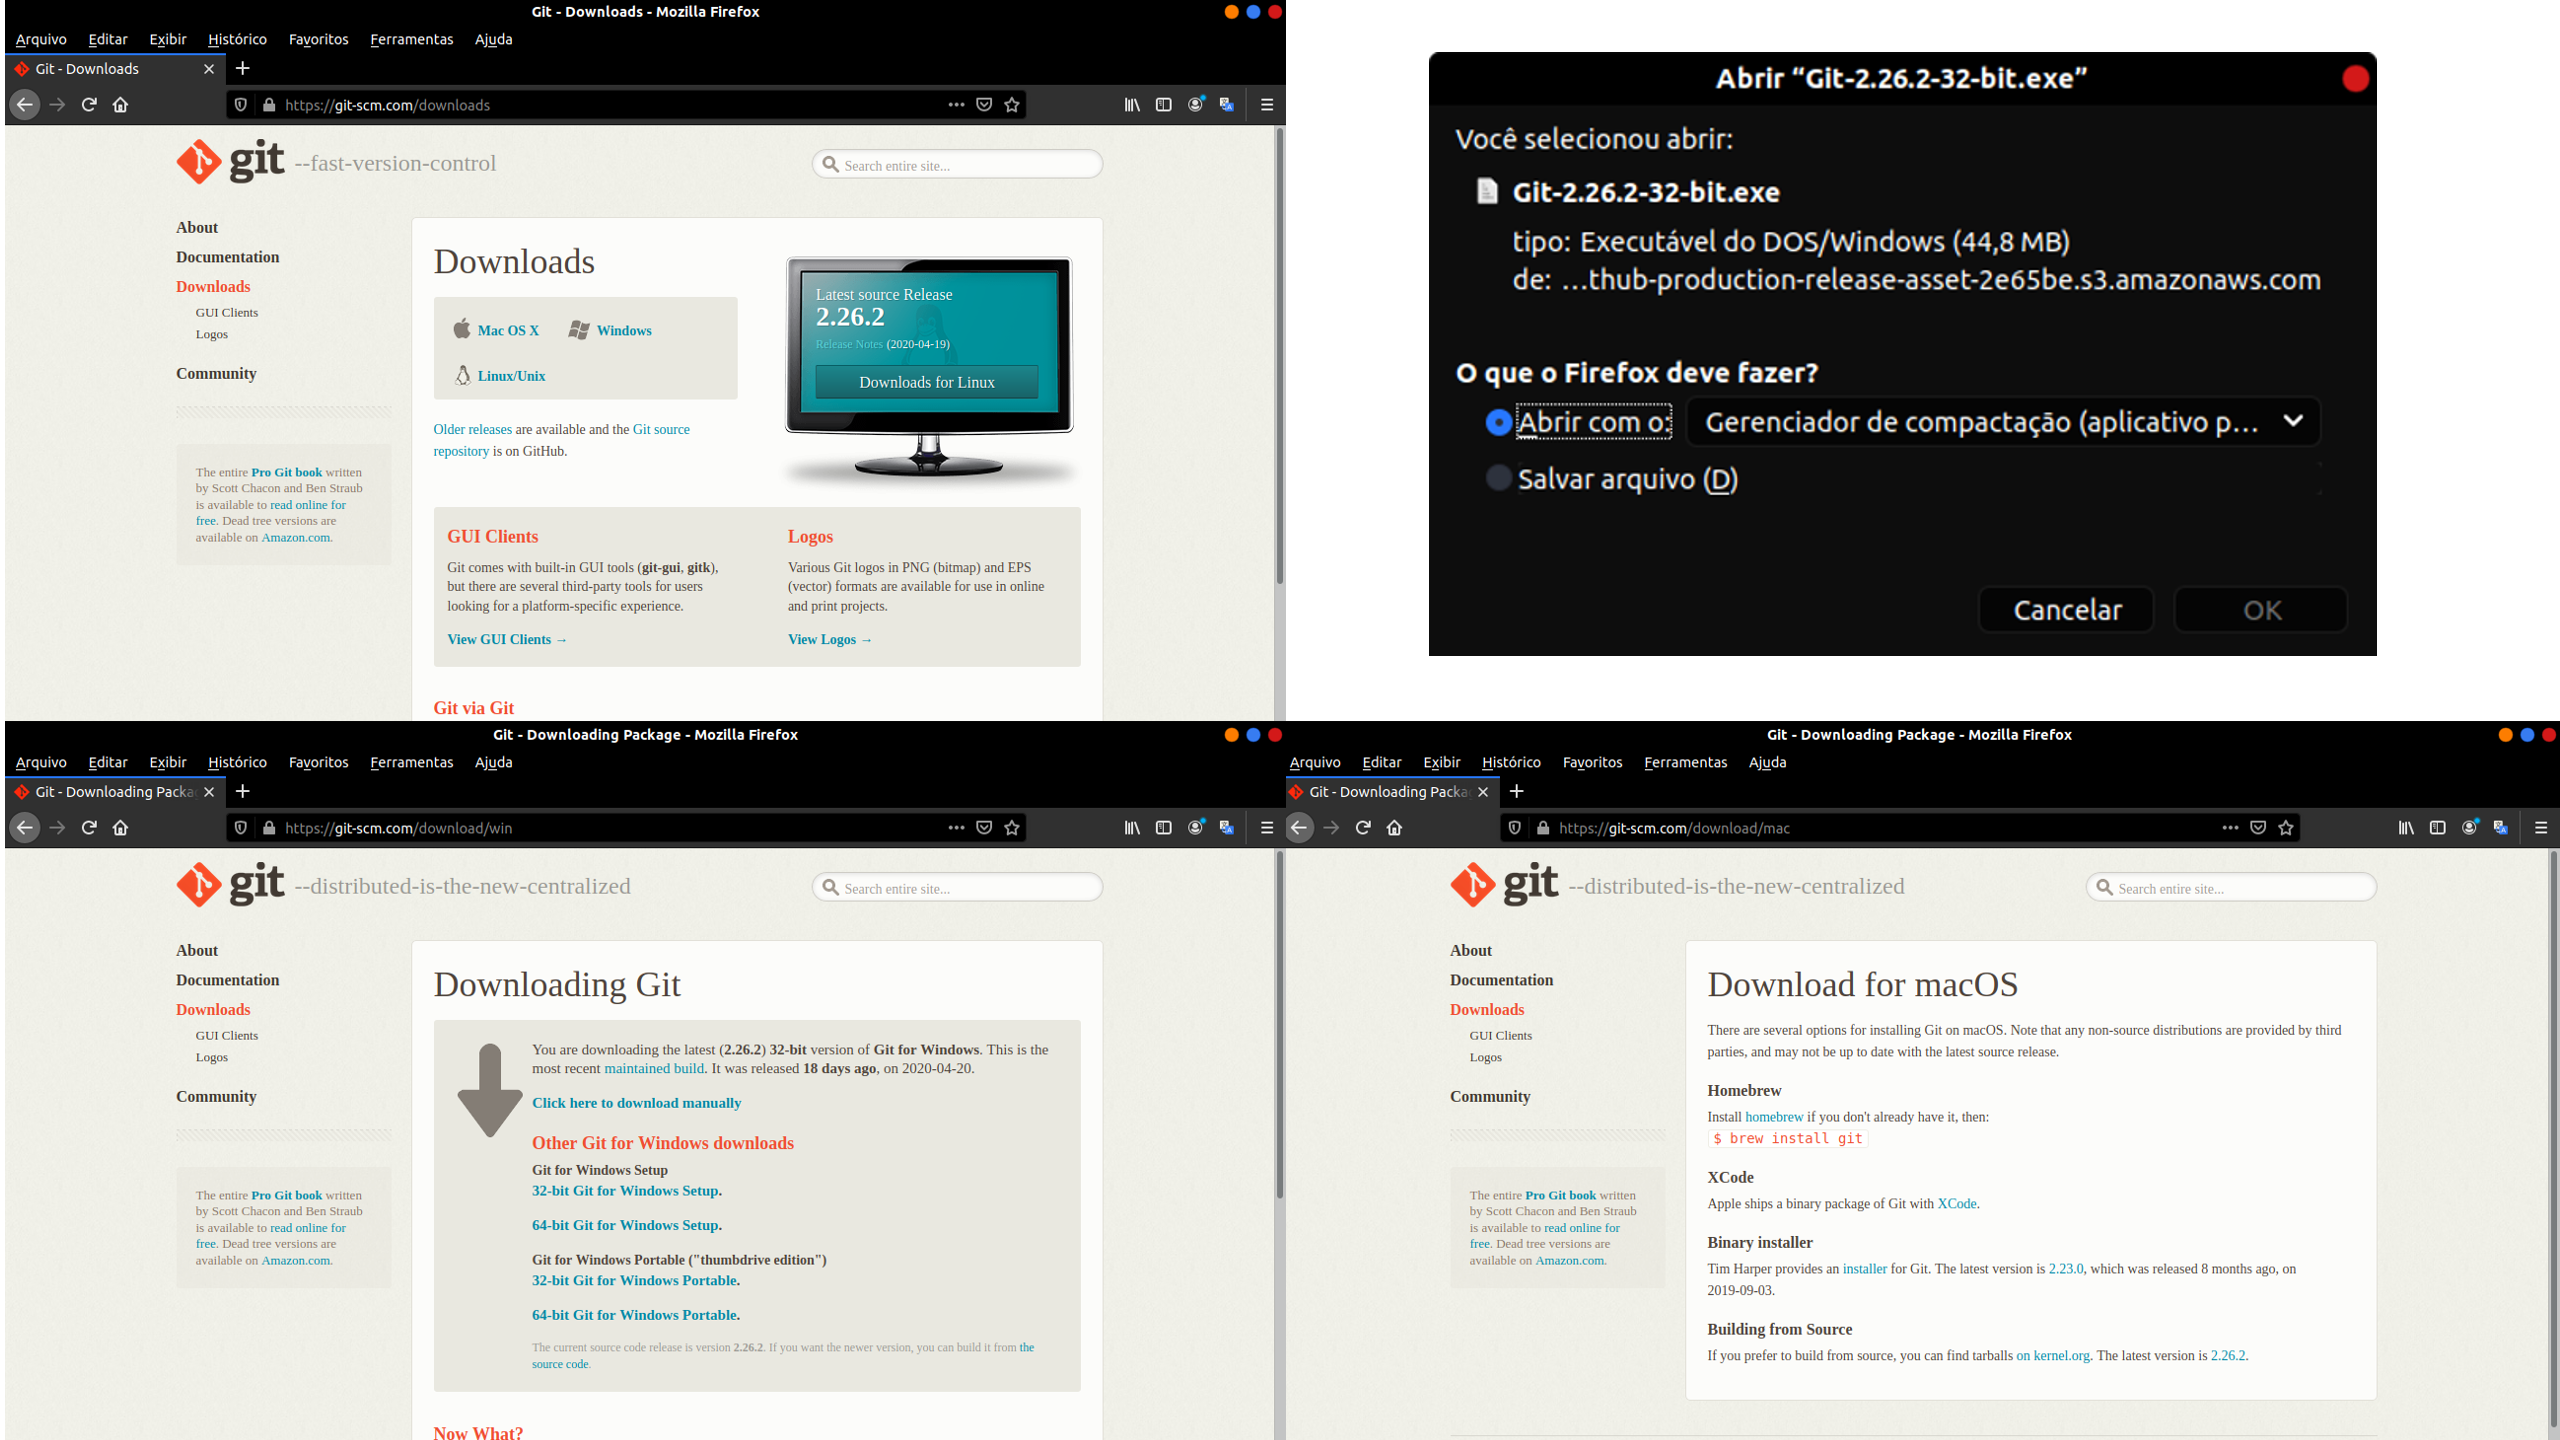 Git - Downloads - Mozilla Firefox
Arquivo Editar Exibir Histórico Favoritos Ferramentas Ajuda
Git - Downloads
https://git-scm.com/downloads
git --fast-version-control
Search entire site...
About
Documentation
Downloads
GUI Clients
Logos
Community
The entire Pro Git book written
by Scott Chacon and Ben Straub
is available to read online for
free. Dead tree versions are
available on Amazon.com.
Downloads
Mac OS X Windows
Linux/Unix
Older releases are available and the Git source
repository is on GitHub.
Latest source Release
2.26.2
Release Notes (2020-04-19)
Downloads for Linux
GUI Clients
Git comes with built-in GUI tools (git-gui, gitk),
but there are several third-party tools for users
looking for a platform-specific experience.
View GUI Clients →
Logos
Various Git logos in PNG (bitmap) and EPS
(vector) formats are available for use in online
and print projects.
View Logos →
Git via Git
Abrir “Git-2.26.2-32-bit.exe”
Você selecionou abrir:
Git-2.26.2-32-bit.exe
tipo: Executável do DOS/Windows (44,8 MB)
de: …thub-production-release-asset-2e65be.s3.amazonaws.com
O que o Firefox deve fazer?
Abrir com o: Gerenciador de compactação (aplicativo p…
Salvar arquivo (D)
Cancelar OK
Git - Downloading Package - Mozilla Firefox
Arquivo Editar Exibir Histórico Favoritos Ferramentas Ajuda
Git - Downloading Packa
https://git-scm.com/download/win
git --distributed-is-the-new-centralized
Search entire site...
About
Documentation
Downloads
GUI Clients
Logos
Community
The entire Pro Git book written
by Scott Chacon and Ben Straub
is available to read online for
free. Dead tree versions are
available on Amazon.com.
Downloading Git
You are downloading the latest (2.26.2) 32-bit version of Git for Windows. This is the
most recent maintained build. It was released 18 days ago, on 2020-04-20.
Click here to download manually
Other Git for Windows downloads
Git for Windows Setup
32-bit Git for Windows Setup.
64-bit Git for Windows Setup.
Git for Windows Portable ("thumbdrive edition")
32-bit Git for Windows Portable.
64-bit Git for Windows Portable.
The current source code release is version 2.26.2. If you want the newer version, you can build it from the
source code.
Now What?
Git - Downloading Package - Mozilla Firefox
Arquivo Editar Exibir Histórico Favoritos Ferramentas Ajuda
Git - Downloading Packa
https://git-scm.com/download/mac
git --distributed-is-the-new-centralized
Search entire site...
About
Documentation
Downloads
GUI Clients
Logos
Community
The entire Pro Git book written
by Scott Chacon and Ben Straub
is available to read online for
free. Dead tree versions are
available on Amazon.com.
Download for macOS
There are several options for installing Git on macOS. Note that any non-source distributions are provided by third
parties, and may not be up to date with the latest source release.
Homebrew
Install homebrew if you don't already have it, then:
$ brew install git
XCode
Apple ships a binary package of Git with XCode.
Binary installer
Tim Harper provides an installer for Git. The latest version is 2.23.0, which was released 8 months ago, on
2019-09-03.
Building from Source
If you prefer to build from source, you can find tarballs on kernel.org. The latest version is 2.26.2.